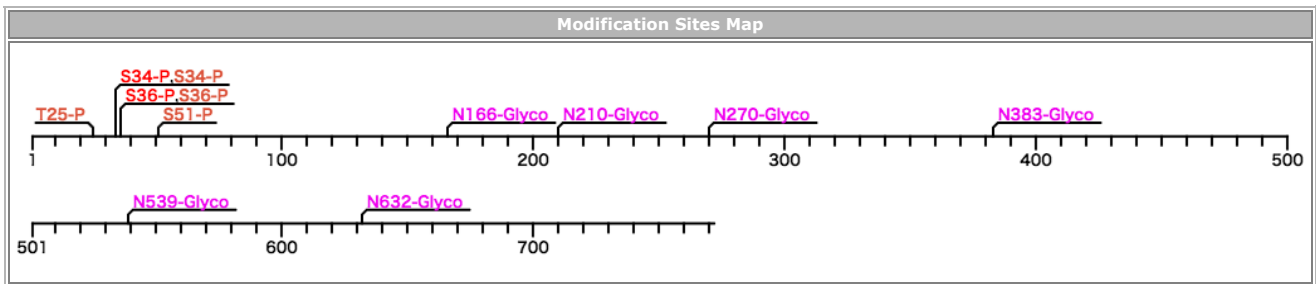 Modification Sites Map
S34-P,S34-P
S36-P,S36-P
T25-P S51-P N166-Glyco N210-Glyco N270-Glyco N383-Glyco
1 100 200 300 400 500
N539-Glyco N632-Glyco
501 600 700